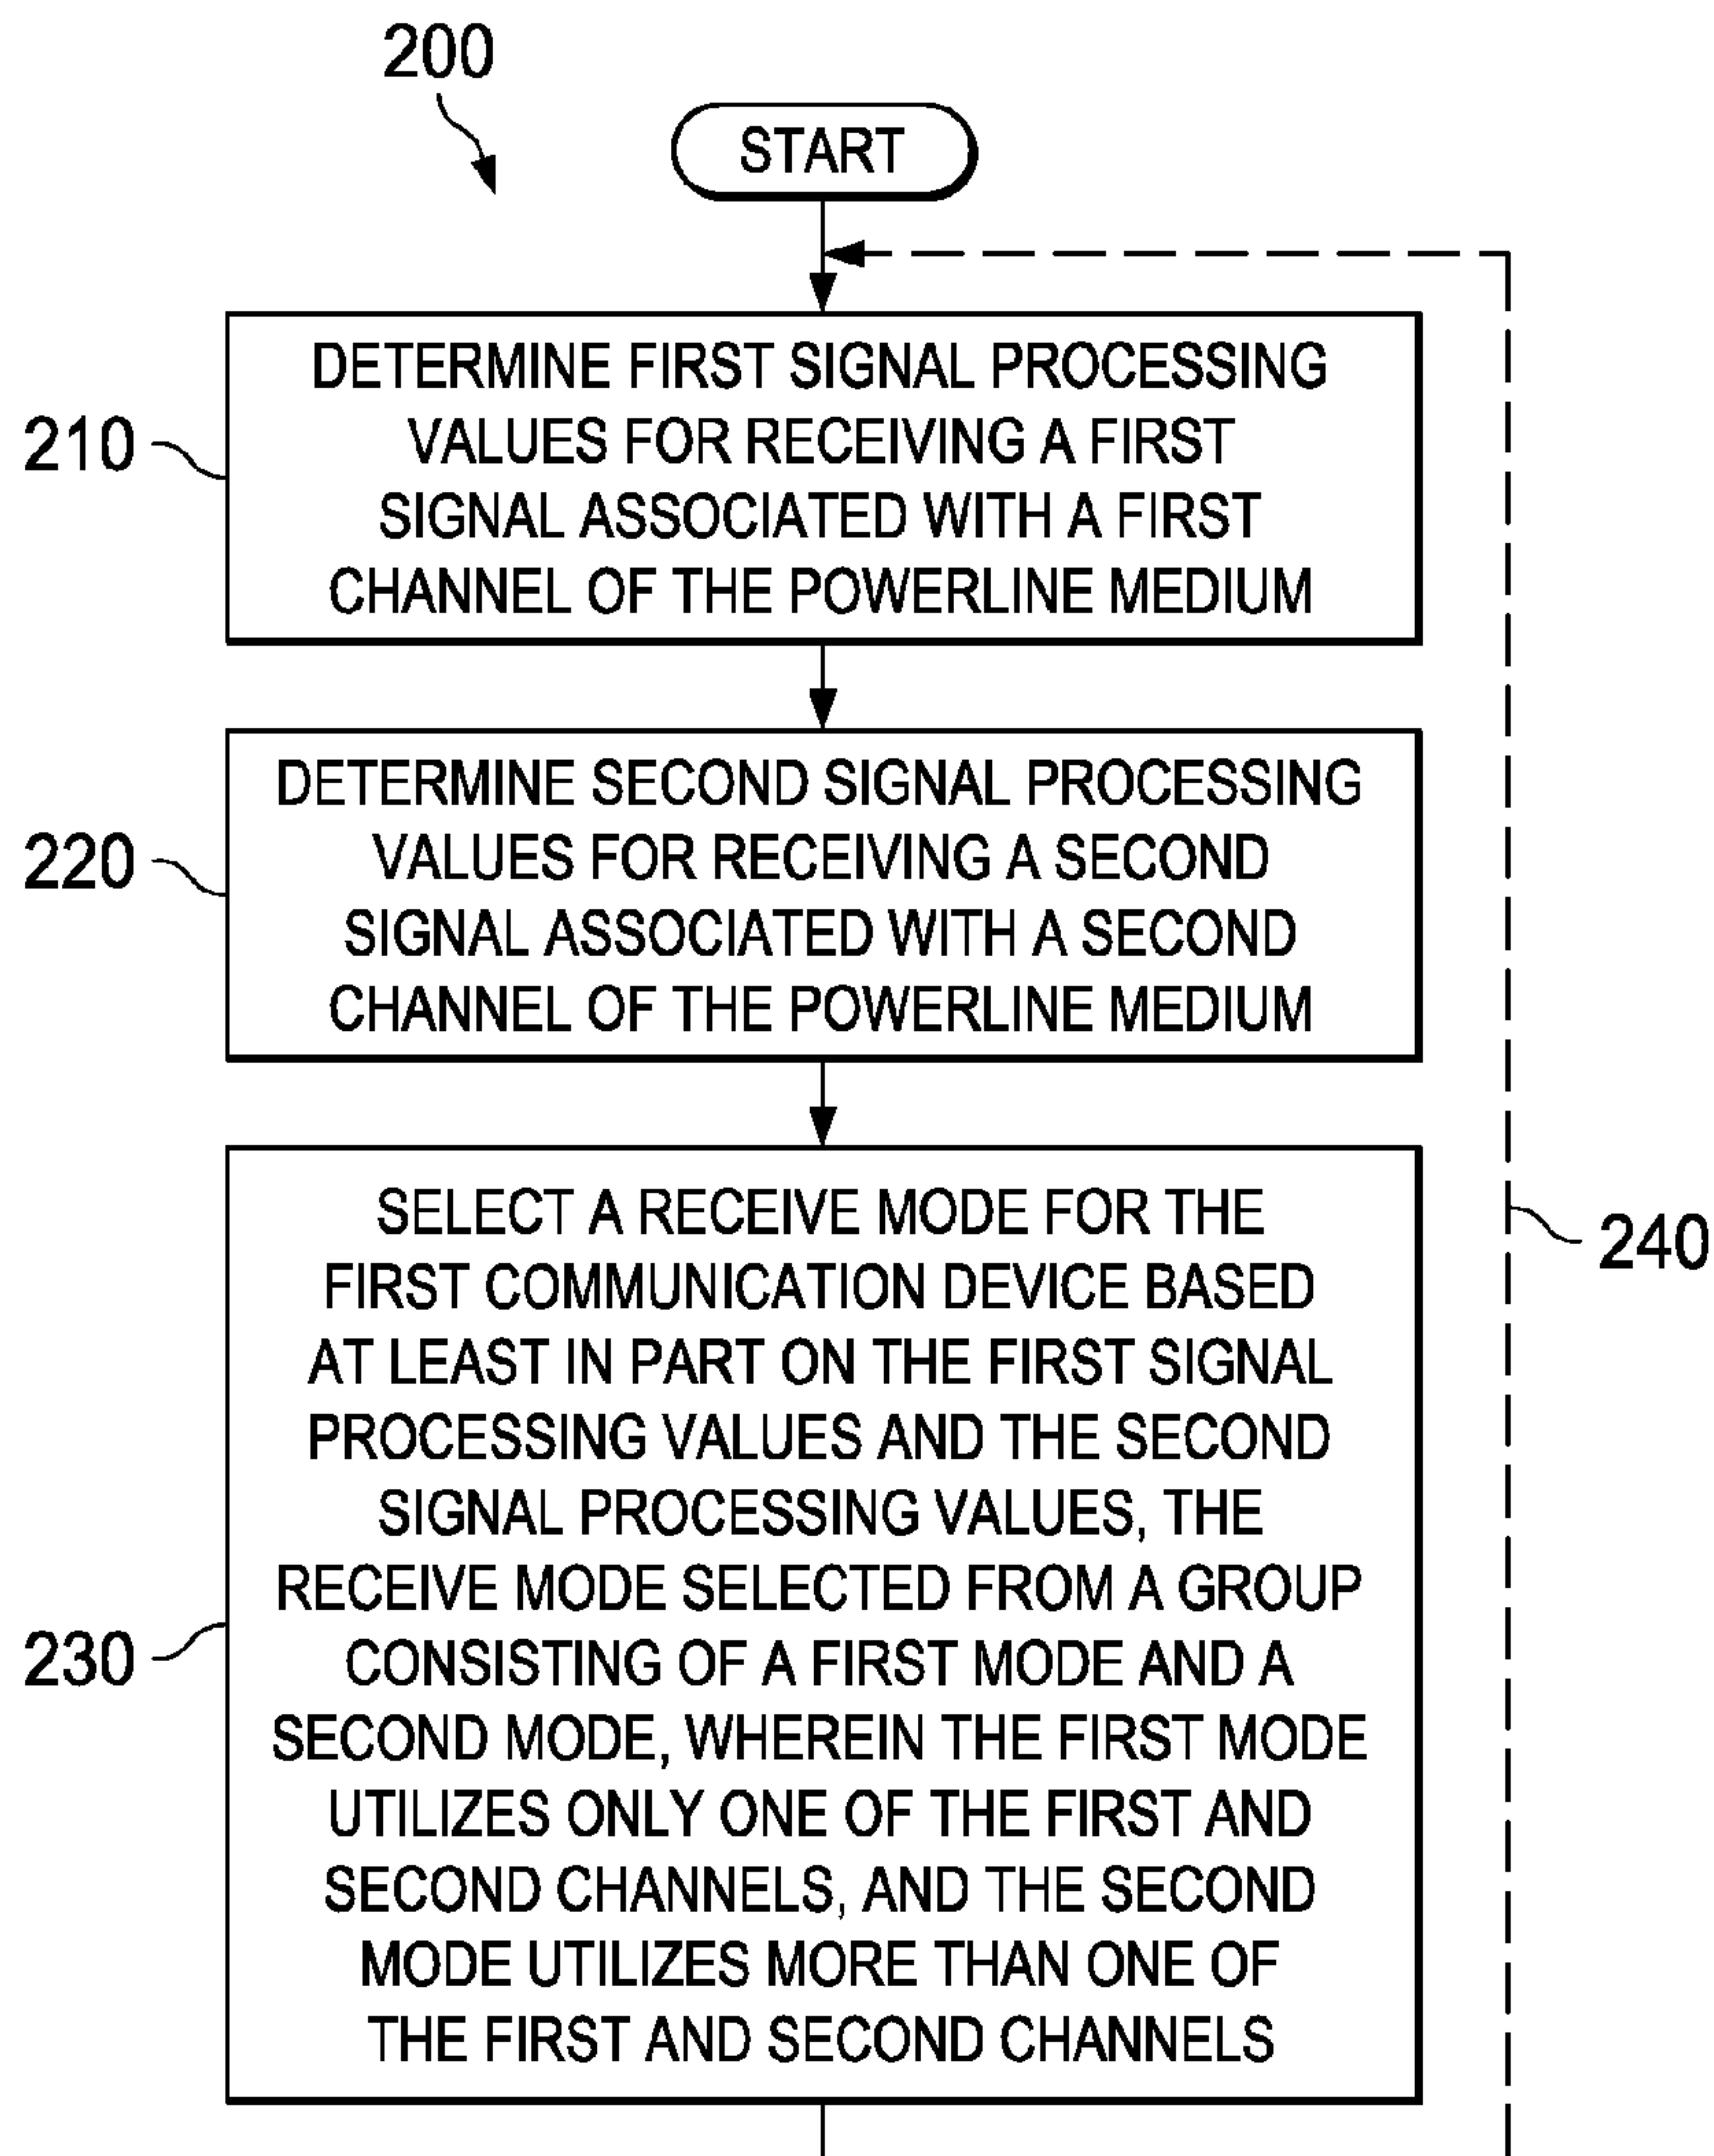 200
START
210
DETERMINE FIRST SIGNAL PROCESSING
VALUES FOR RECEIVING A FIRST
SIGNAL ASSOCIATED WITH A FIRST
CHANNEL OF THE POWERLINE MEDIUM
220
DETERMINE SECOND SIGNAL PROCESSING
VALUES FOR RECEIVING A SECOND
SIGNAL ASSOCIATED WITH A SECOND
CHANNEL OF THE POWERLINE MEDIUM
230
SELECT A RECEIVE MODE FOR THE
FIRST COMMUNICATION DEVICE BASED
AT LEAST IN PART ON THE FIRST SIGNAL
PROCESSING VALUES AND THE SECOND
SIGNAL PROCESSING VALUES, THE
RECEIVE MODE SELECTED FROM A GROUP
CONSISTING OF A FIRST MODE AND A
SECOND MODE, WHEREIN THE FIRST MODE
UTILIZES ONLY ONE OF THE FIRST AND
SECOND CHANNELS, AND THE SECOND
MODE UTILIZES MORE THAN ONE OF
THE FIRST AND SECOND CHANNELS
240